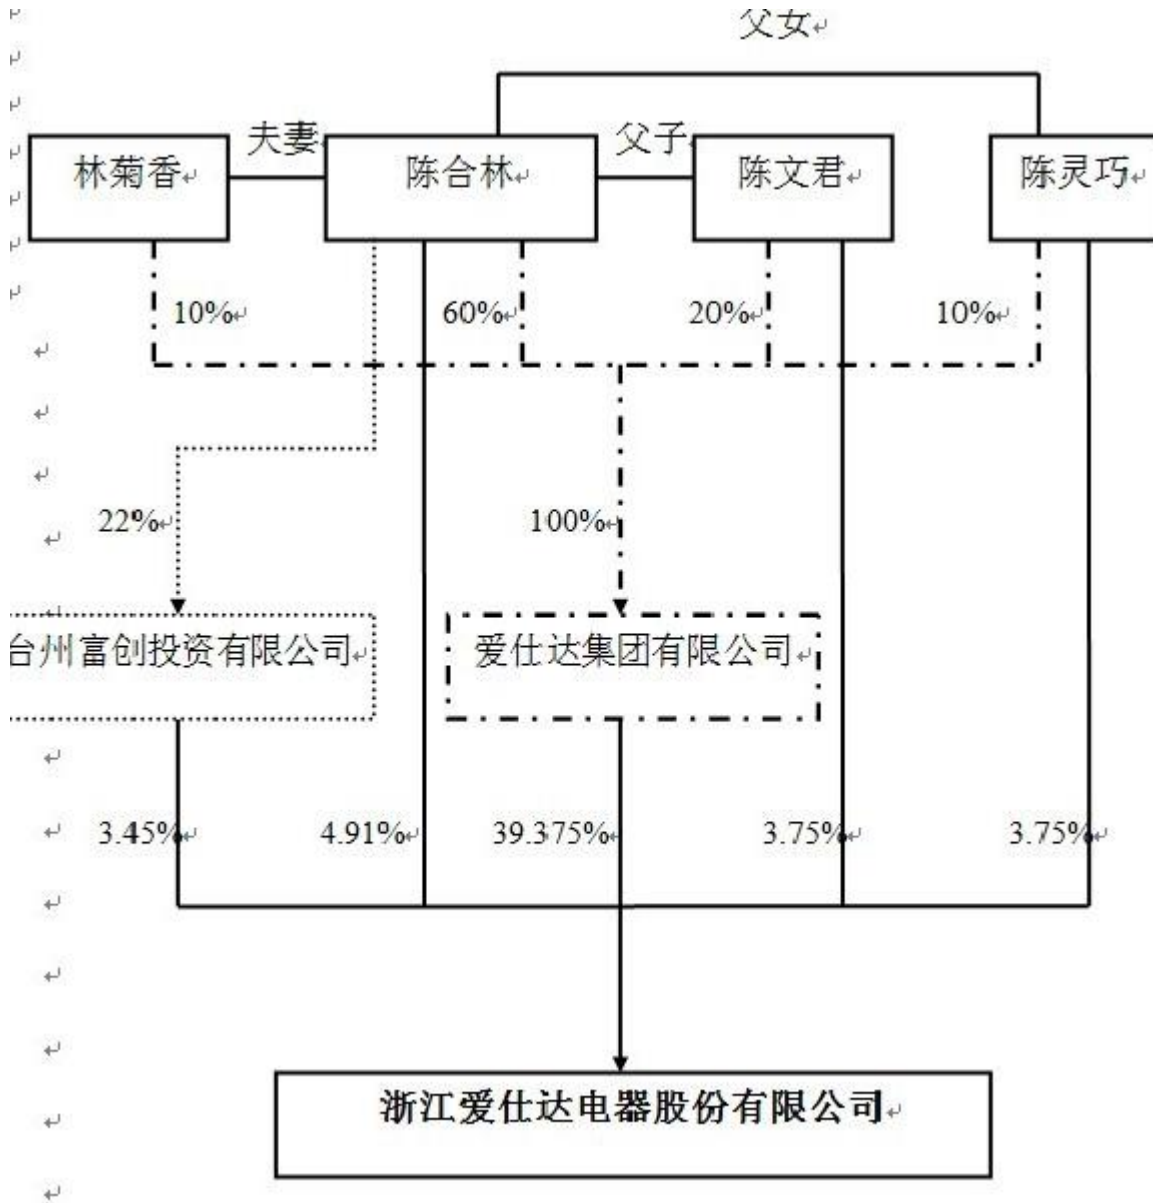 父女
夫妻
父子
林菊香
陈合林
陈文君
陈灵巧
10%
60%
20%
10%
22%
100%
台州富创投资有限公司
爱仕达集团有限公司
3.45%
4.91%
39.375%
3.75%
3.75%
浙江爱仕达电器股份有限公司